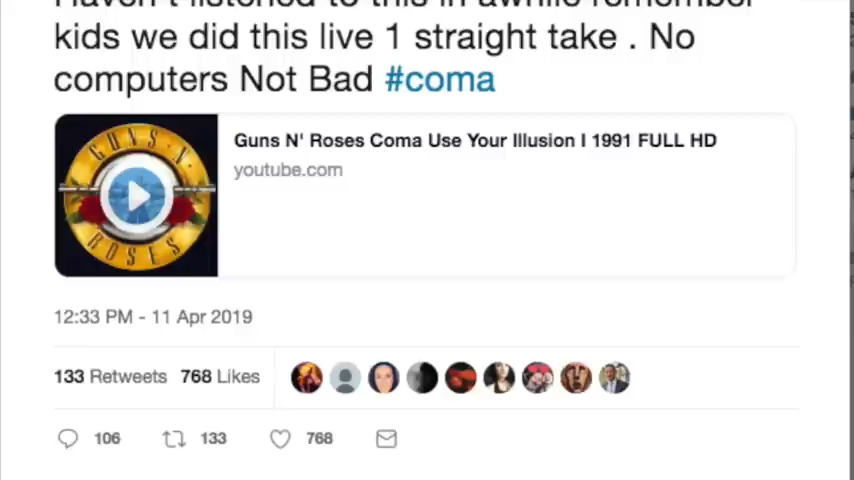 Haven't listened to this in awhile remember
kids we did this live 1 straight take . No
computers Not Bad #coma
GUNS N' ROSES
Guns N' Roses Coma Use Your Illusion I 1991 FULL HD
youtube.com
12:33 PM - 11 Apr 2019
133 Retweets 768 Likes
106 133 768